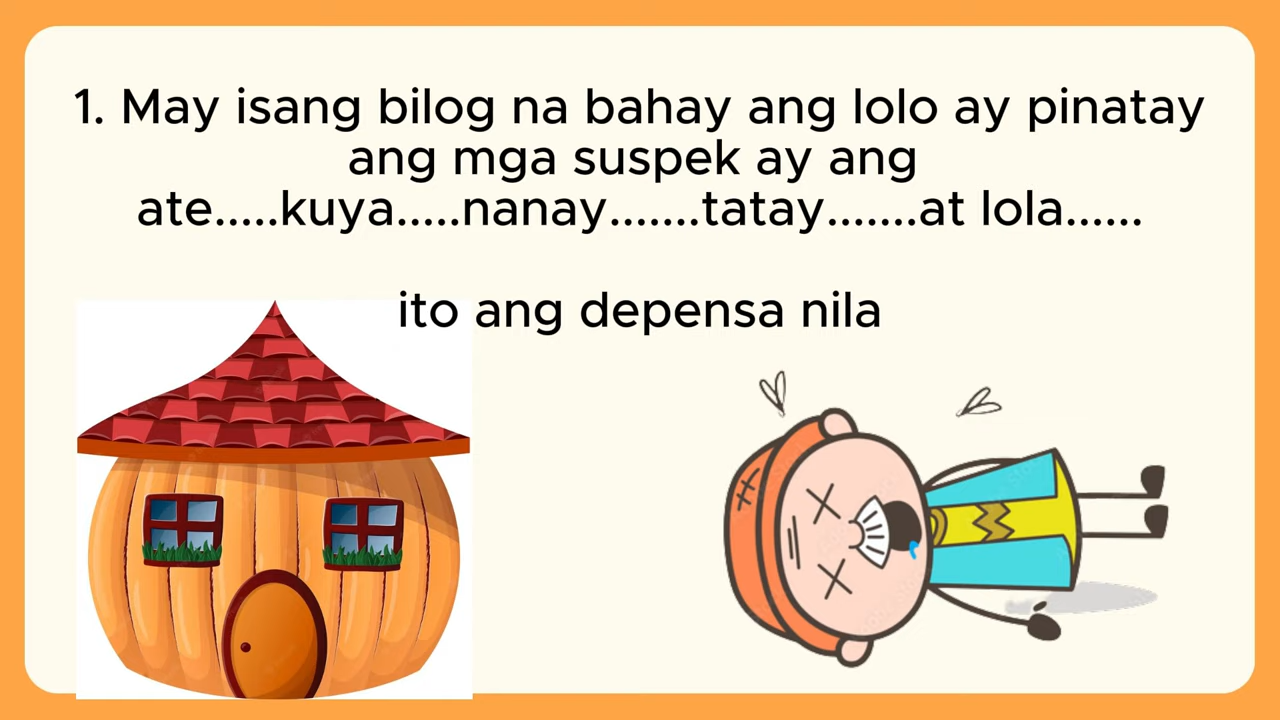 1. May isang bilog na bahay ang lolo ay pinatay
ang mga suspek ay ang
ate.....kuya.....nanay.......tatay.......at lola......
ito ang depensa nila